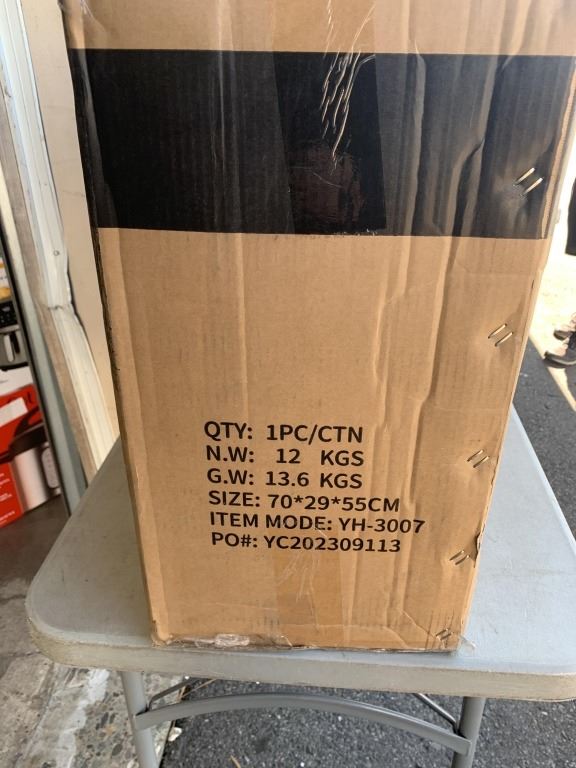 QTY: 1PC/CTN
N.W: 12 KGS
G.W: 13.6 KGS
SIZE: 70*29*55CM
ITEM MODE: YH-3007
PO#: YC202309113